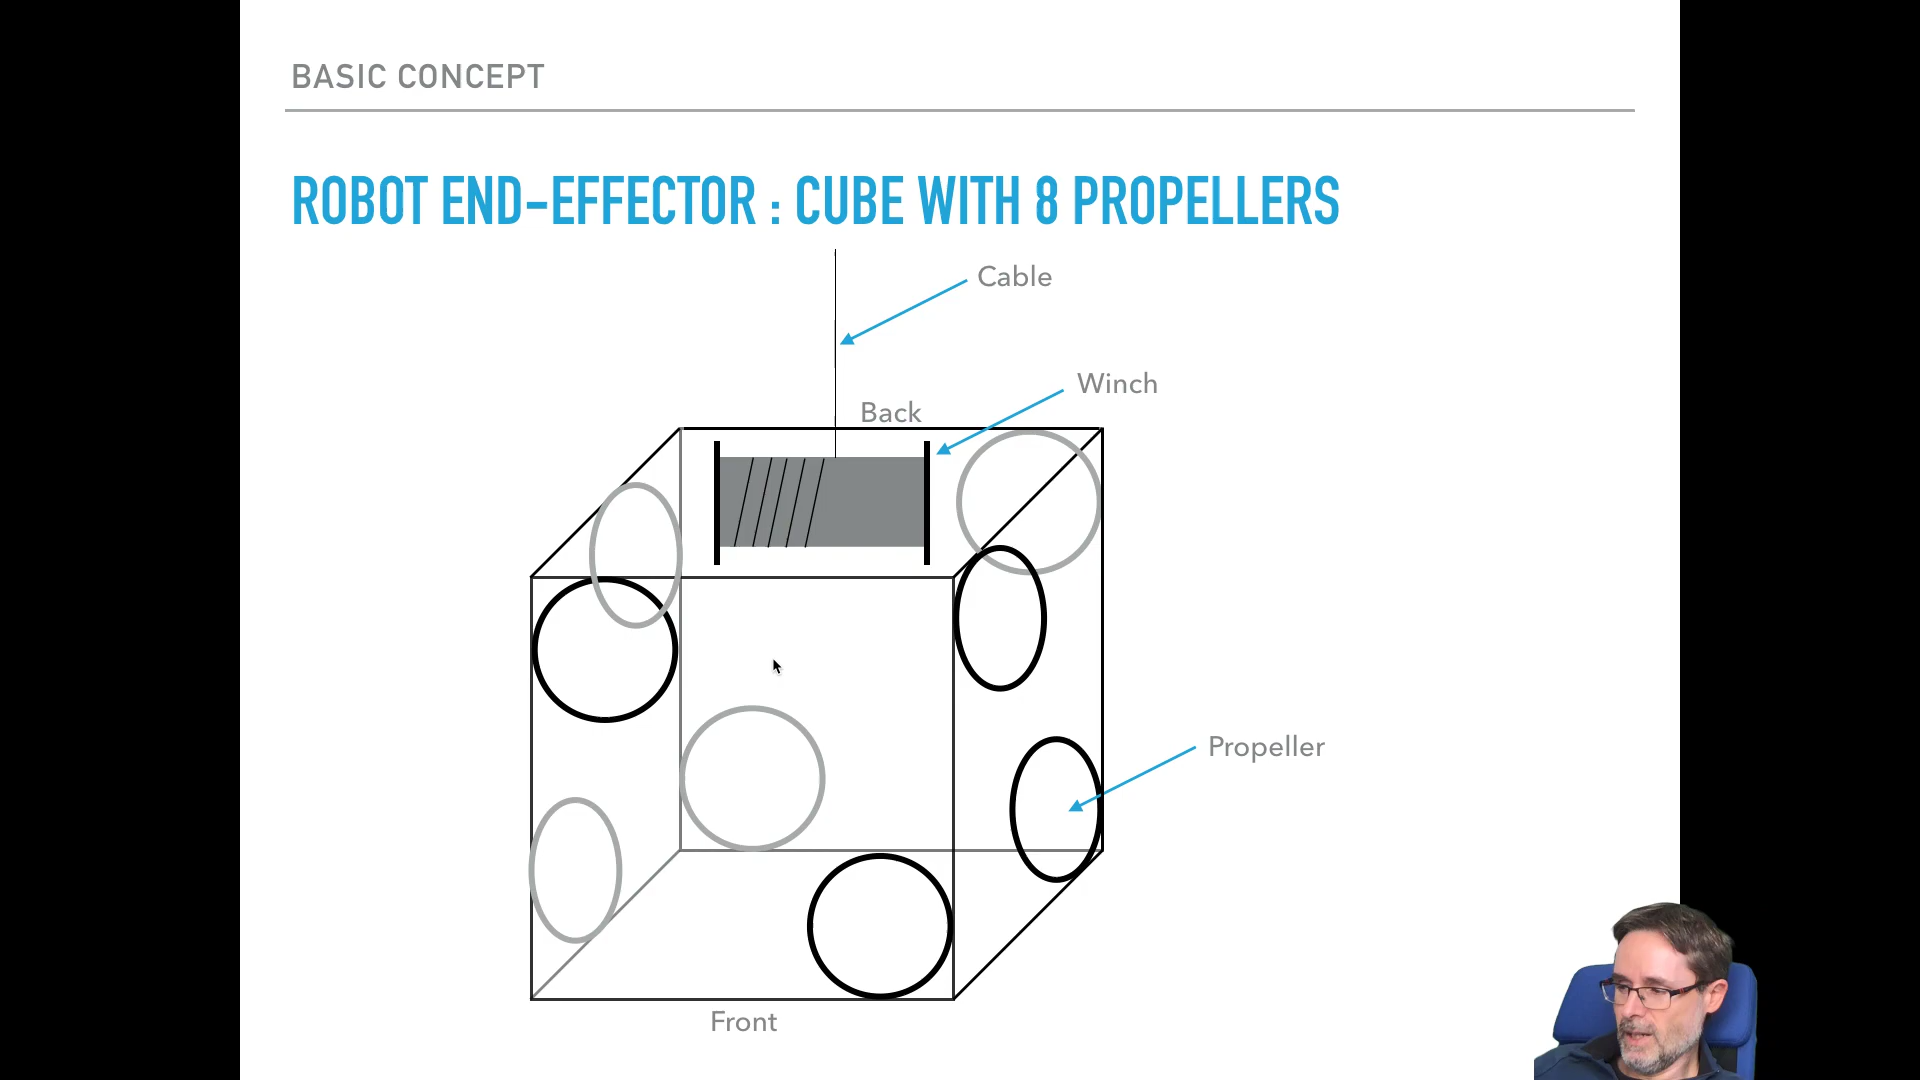 BASIC CONCEPT
ROBOT END-EFFECTOR : CUBE WITH 8 PROPELLERS
Cable
Winch
Back
Propeller
Front